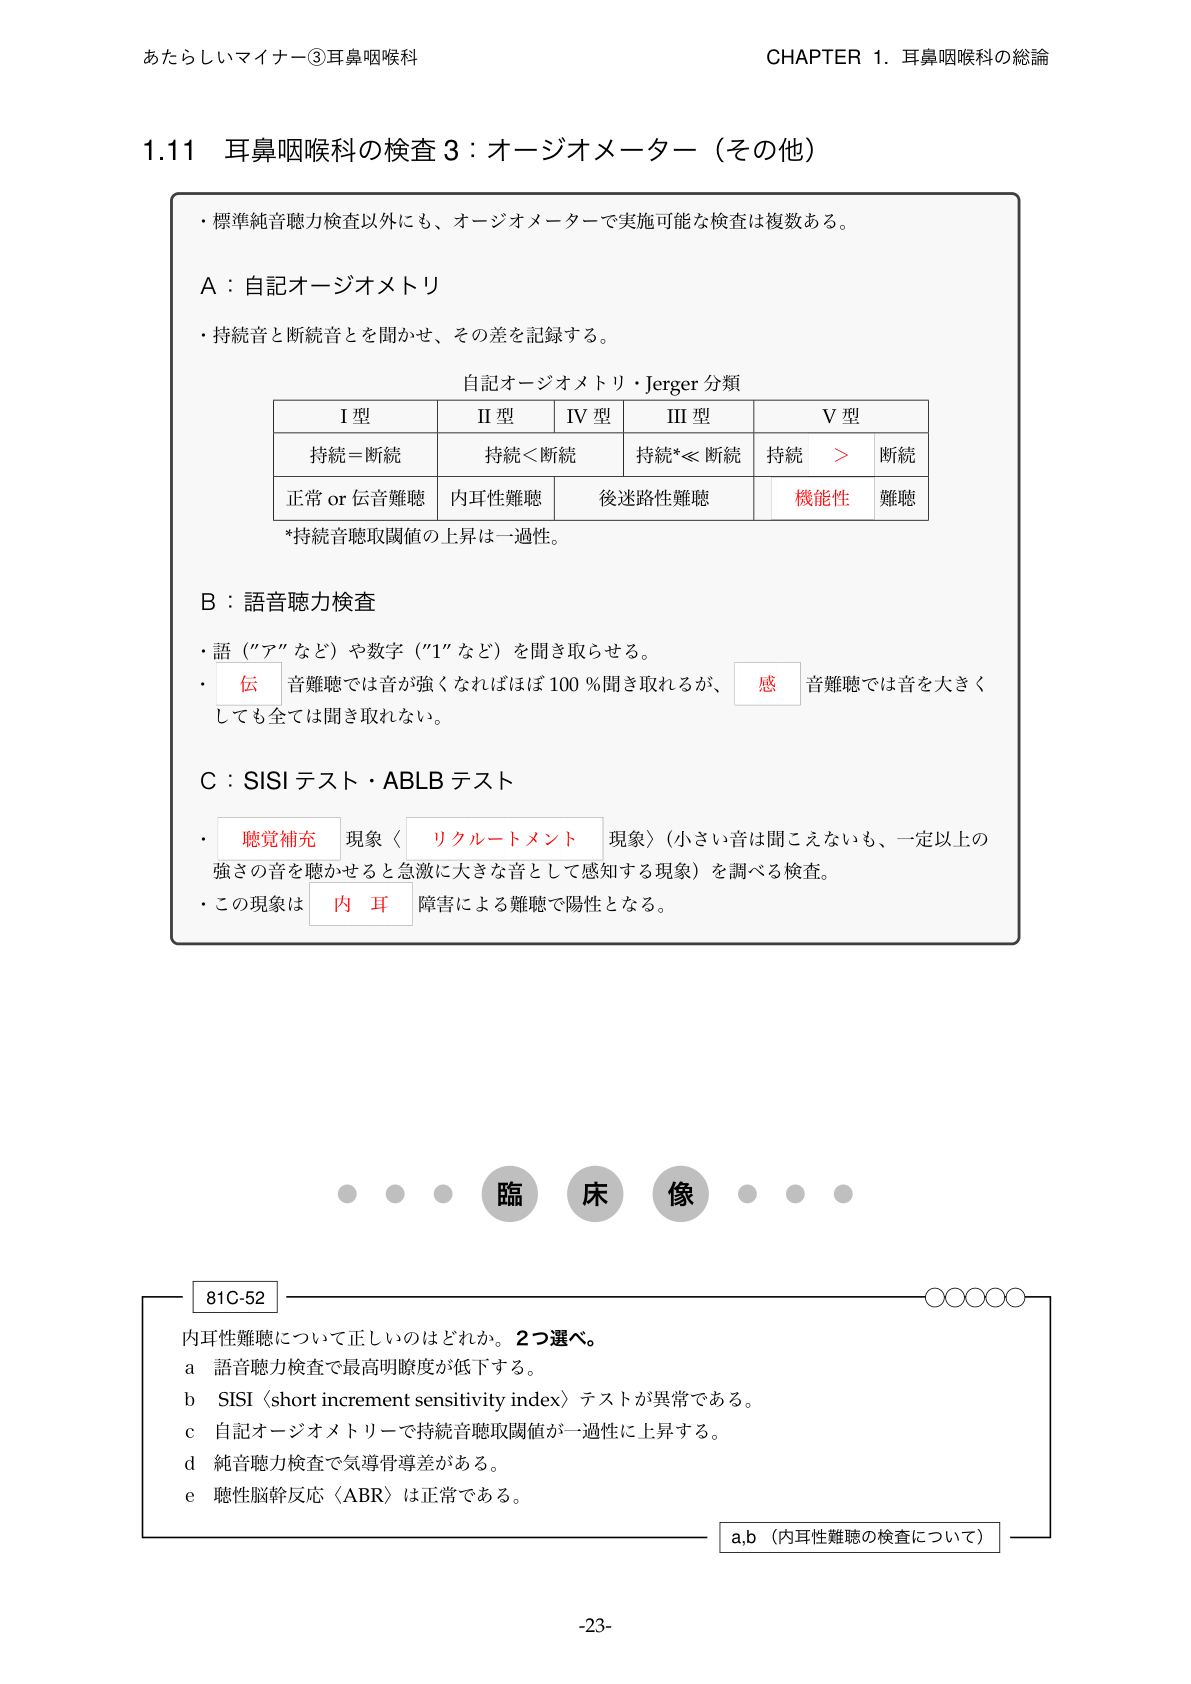 あたらしいマイナー③耳鼻咽喉科 CHAPTER 1. 耳鼻咽喉科の総論
1.11 耳鼻咽喉科の検査 3：オージオメーター（その他）
・標準純音聴力検査以外にも、オージオメーターで実施可能な検査は複数ある。
A：自記オージオメトリ
・持続音と断続音とを聞かせ、その差を記録する。
自記オージオメトリ・Jerger 分類
I 型 II 型 IV 型 III 型 V 型
持続＝断続 持続＜断続 持続*≪ 断続 持続 ＞ 断続
正常 or 伝音難聴 内耳性難聴 後迷路性難聴 機能性 難聴
*持続音聴取閾値の上昇は一過性。
B：語音聴力検査
・語（”ア” など）や数字（”1” など）を聞き取らせる。
・ 伝 音難聴では音が強くなればほぼ 100 %聞き取れるが、 感 音難聴では音を大きく
しても全ては聞き取れない。
C：SISI テスト・ABLB テスト
・ 聴覚補充 現象〈 リクルートメント 現象〉（小さい音は聞こえないも、一定以上の
強さの音を聴かせると急激に大きな音として感知する現象）を調べる検査。
・この現象は 内 耳 障害による難聴で陽性となる。
臨 床 像
81C-52 ○○○○○
内耳性難聴について正しいのはどれか。2つ選べ。
a 語音聴力検査で最高明瞭度が低下する。
b SISI〈short increment sensitivity index〉テストが異常である。
c 自記オージオメトリーで持続音聴取閾値が一過性に上昇する。
d 純音聴力検査で気導骨導差がある。
e 聴性脳幹反応〈ABR〉は正常である。
a,b （内耳性難聴の検査について）
-23-